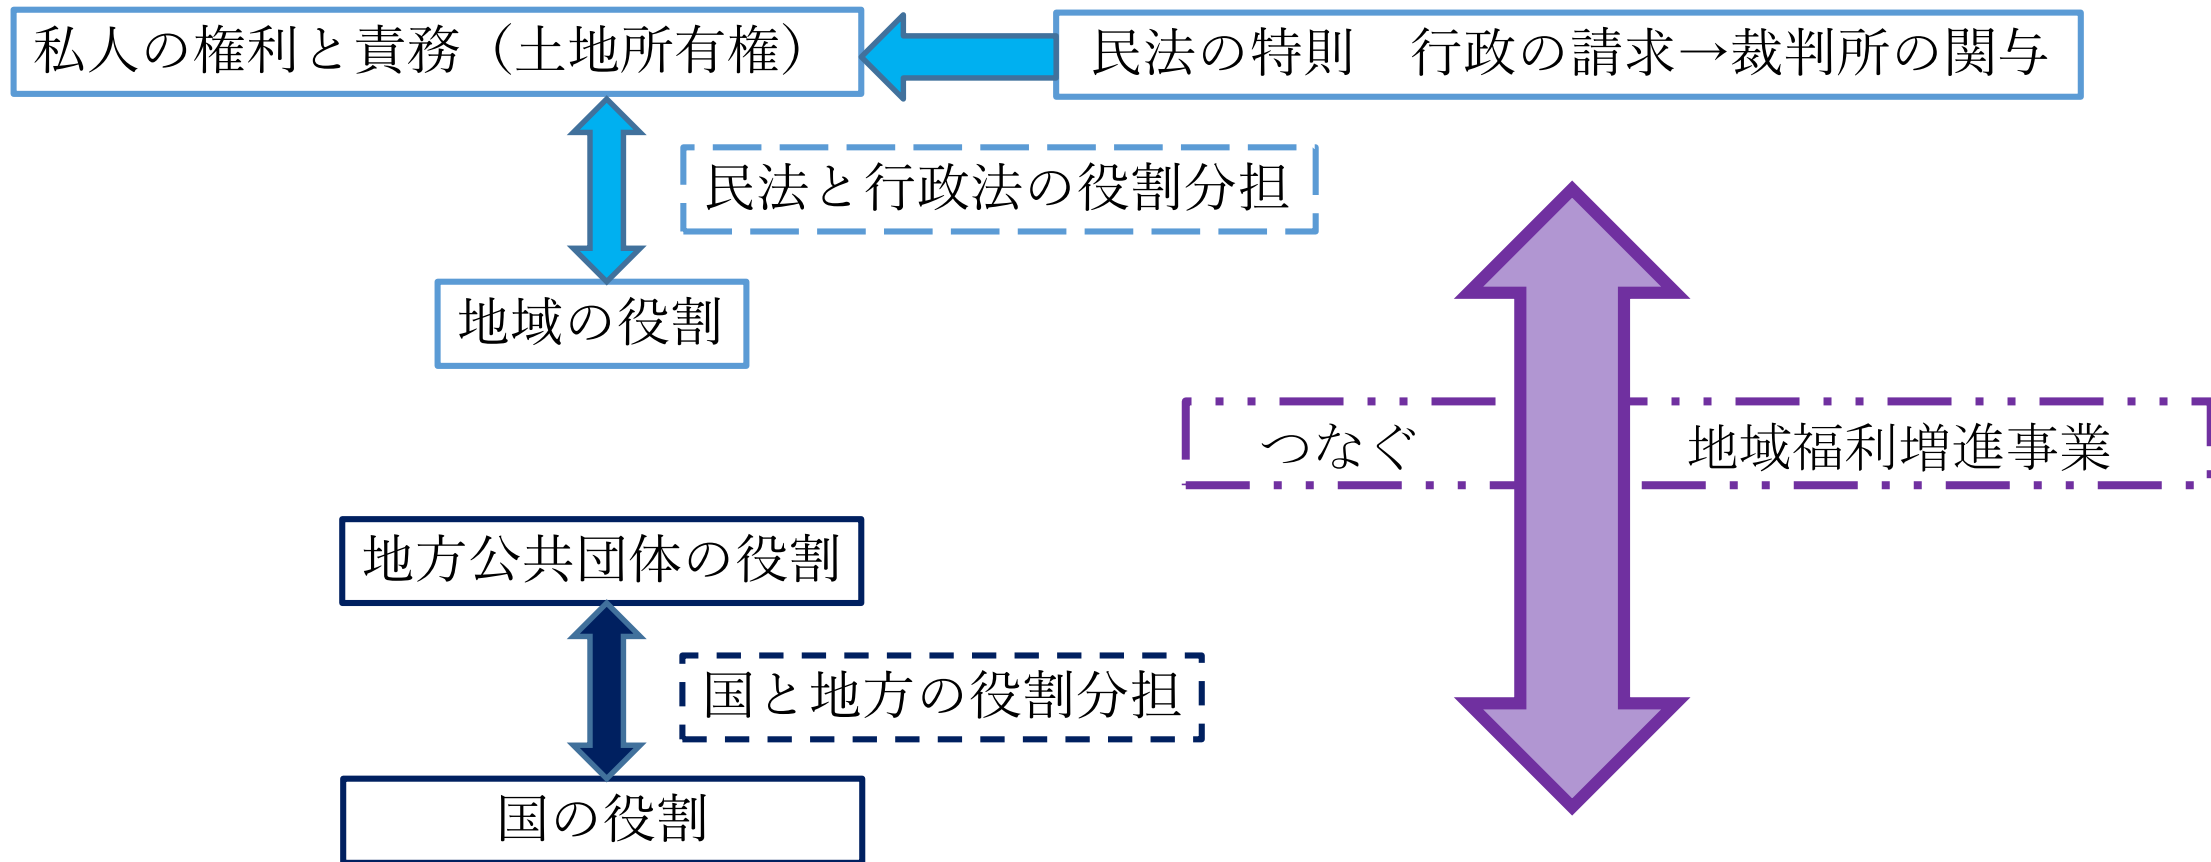 私人の権利と責務（土地所有権）
民法の特則　行政の請求→裁判所の関与
民法と行政法の役割分担
地域の役割
つなぐ
地域福利増進事業
地方公共団体の役割
国と地方の役割分担
国の役割